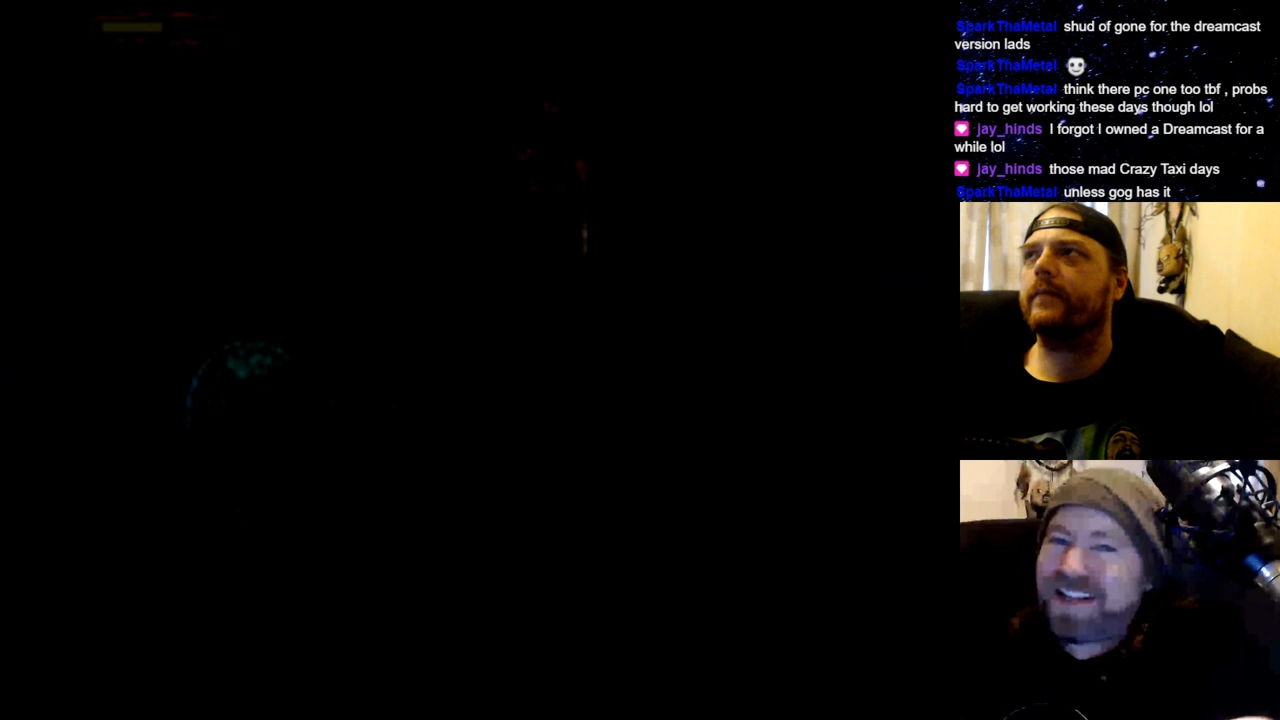 SparkThaMetal shud of gone for the dreamcast
version lads
SparkThaMetal
SparkThaMetal think there pc one too tbf , probs
hard to get working these days though lol
jay_hinds I forgot I owned a Dreamcast for a
while lol
jay_hinds those mad Crazy Taxi days
SparkThaMetal unless gog has it